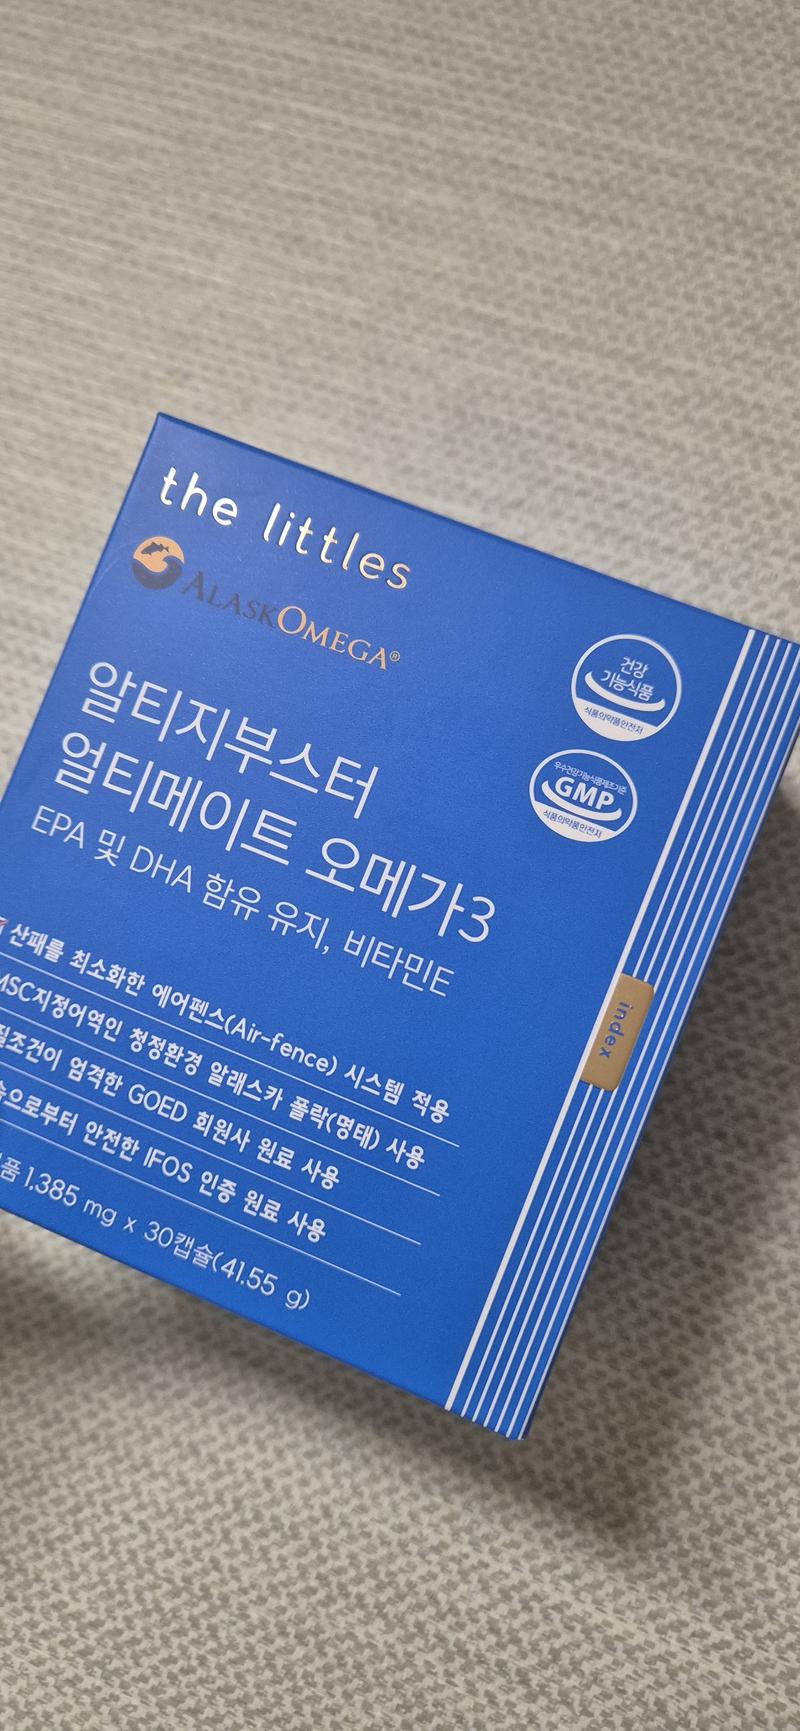 the littles
ALASKOMEGA®
건강
기능식품
식품의약품안전처
우수건강기능식품제조기준
GMP
식품의약품안전처
알티지부스터
얼티메이트 오메가3
EPA 및 DHA 함유 유지, 비타민E
산패를 최소화한 에어펜스(Air-fence) 시스템 적용
MSC지정어역인 청정환경 알래스카 폴락(명태) 사용
엄격한 GOED 회원사 원료 사용
안전한 IFOS 인증 원료 사용
1,385 mg x 30캡슐(41.55 g)
index